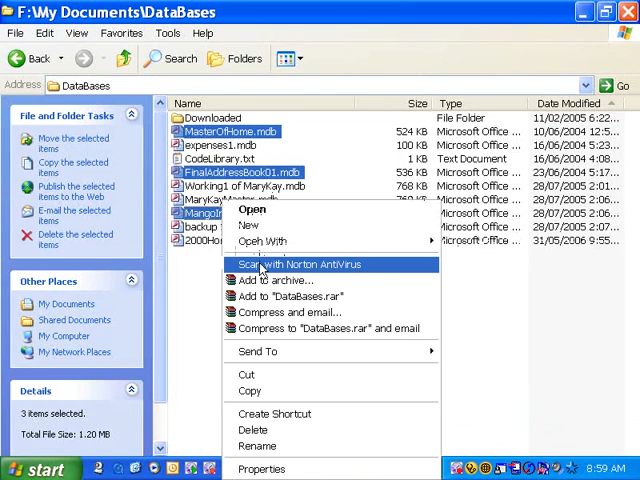 F:\My Documents\DataBases
File Edit View Favorites Tools Help
Back Search Folders
Address DataBases Go
File and Folder Tasks
Move the selected items
Copy the selected items
Publish the selected items to the Web
E-mail the selected items
Delete the selected items
Other Places
My Documents
Shared Documents
My Computer
My Network Places
Details
3 items selected.
Total File Size: 1.20 MB
Name Size Type Date Modified
Downloaded File Folder 11/02/2005 6:22...
MasterOfHome.mdb 524 KB Microsoft Office ... 10/06/2004 12:5...
expenses1.mdb 100 KB Microsoft Office ... 16/06/2004 4:04...
CodeLibrary.txt 1 KB Text Document 16/06/2004 4:08...
FinalAddressBook01.mdb 536 KB Microsoft Office ... 23/06/2004 5:14...
Working1 of MaryKay.mdb 768 KB Microsoft Office ... 28/07/2005 2:01...
MaryKayMaster.mdb KB Microsoft Office ... 28/07/2005 2:01...
Microsoft Office ... 28/07/2005 2:03...
backup Microsoft Office ... 28/07/2005 9:00...
2000Hom Microsoft Office ... 31/05/2006 9:55...
Open
New
Open With
Scan with Norton AntiVirus
Add to archive...
Add to "DataBases.rar"
Compress and email...
Compress to "DataBases.rar" and email
Send To
Cut
Copy
Create Shortcut
Delete
Rename
Properties
start 8:59 AM